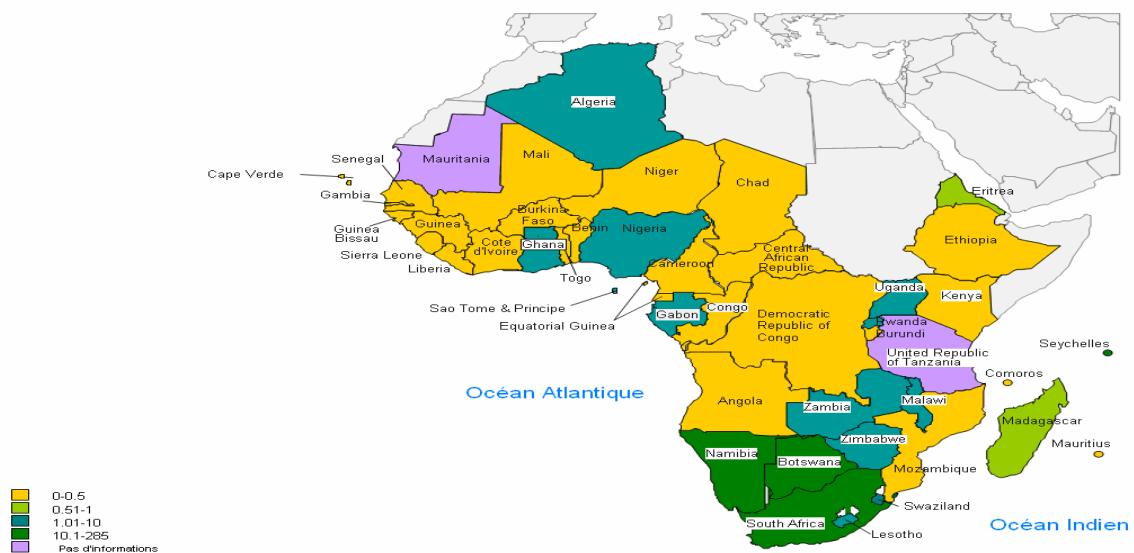 Algeria
Mauritania
Mali
Senegal
Cape Verde
Niger
Chad
Gambia
Eritrea
Burkina
Faso
Guinea
Benin
Nigeria
Guinea
Bissau
Cote
d'Ivoire
Ghana
Ethiopia
Sierra Leone
Central
African
Republic
Liberia
Cameroon
Togo
Uganda
Kenya
Sao Tome & Principe
Congo
Gabon
Democratic
Republic of
Congo
Equatorial Guinea
Rwanda
Burundi
Seychelles
United Republic
of Tanzania
Comoros
Océan Atlantique
Angola
Zambia
Malawi
Madagascar
Zimbabwe
Mauritius
Namibia
Botswana
Mozambique
0-0.5
Swaziland
0.51-1
1.01-10
South Africa
Océan Indien
10.1-285
Lesotho
Pas d'informations